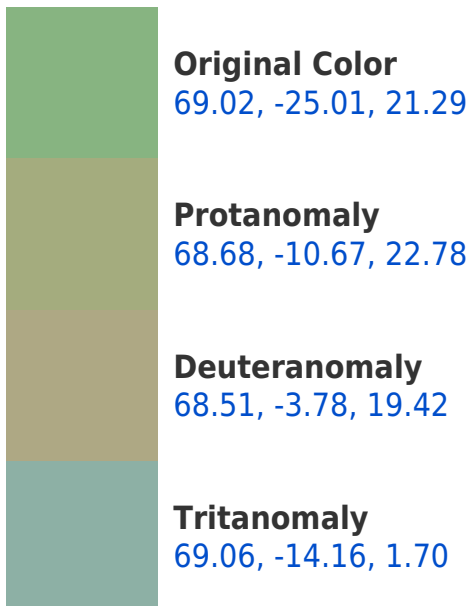 Original Color
69.02, -25.01, 21.29
Protanomaly
68.68, -10.67, 22.78
Deuteranomaly
68.51, -3.78, 19.42
Tritanomaly
69.06, -14.16, 1.70